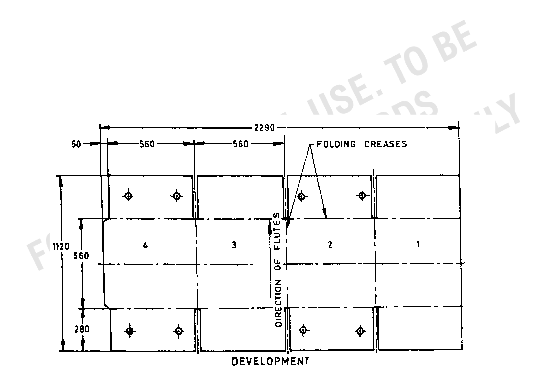 USE. TO BE
2290
50
560
560
FOLDING CREASES
4
3
2
1
1120
560
280
DIRECTION OF FLUTES
DEVELOPMENT